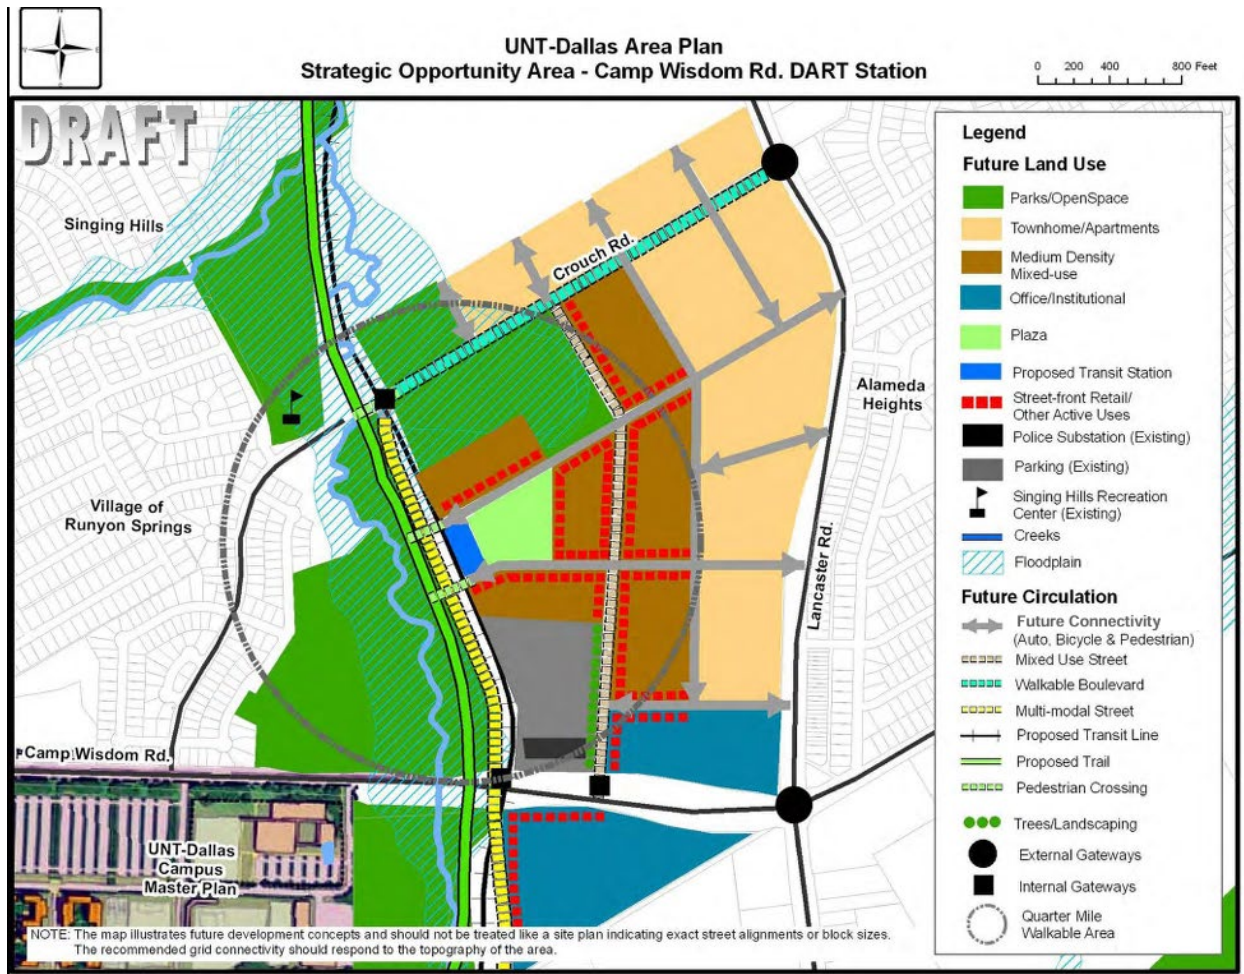 UNT-Dallas Area Plan
Strategic Opportunity Area - Camp Wisdom Rd. DART Station
N
0 200 400 800 Feet
DRAFT
Singing Hills
Crouch Rd.
Village of
Runyon Springs
Alameda
Heights
Lancaster Rd.
Camp Wisdom Rd.
UNT-Dallas
Campus
Master Plan
NOTE: The map illustrates future development concepts and should not be treated like a site plan indicating exact street alignments or block sizes.
The recommended grid connectivity should respond to the topography of the area.
Legend
Future Land Use
Parks/OpenSpace
Townhome/Apartments
Medium Density
Mixed-use
Office/Institutional
Plaza
Proposed Transit Station
Street-front Retail/
Other Active Uses
Police Substation (Existing)
Parking (Existing)
Singing Hills Recreation
Center (Existing)
Creeks
Floodplain
Future Circulation
Future Connectivity
(Auto, Bicycle & Pedestrian)
Mixed Use Street
Walkable Boulevard
Multi-modal Street
Proposed Transit Line
Proposed Trail
Pedestrian Crossing
Trees/Landscaping
External Gateways
Internal Gateways
Quarter Mile
Walkable Area